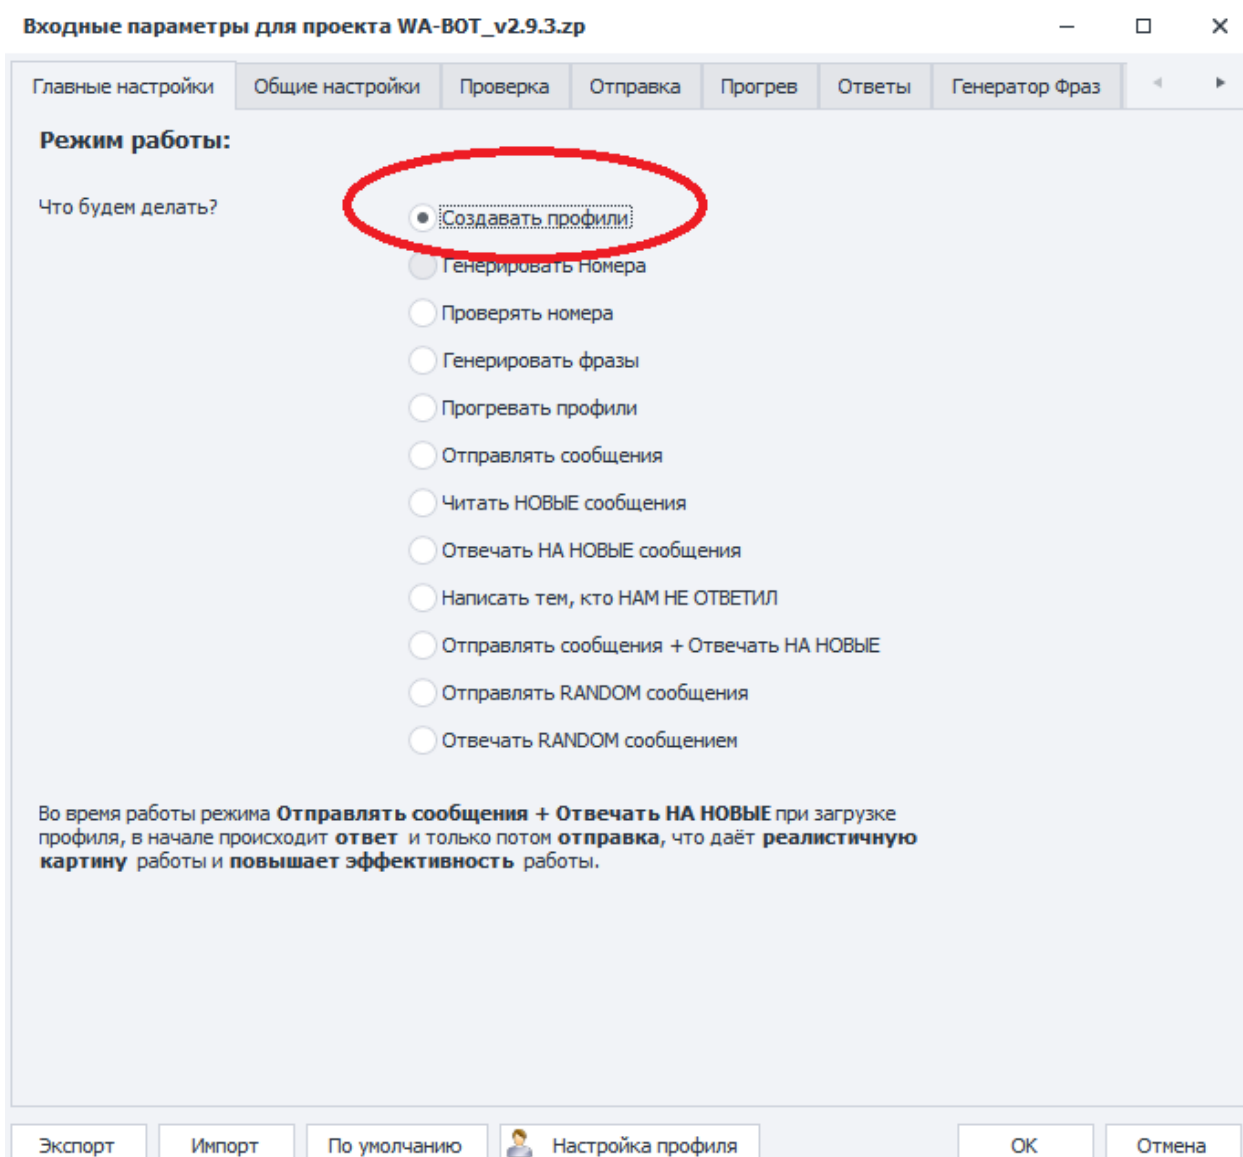 Входные параметры для проекта WA-BOT_v2.9.3.zp
Главные настройки Общие настройки Проверка Отправка Прогрев Ответы Генератор Фраз
Режим работы:
Что будем делать?
Создавать профили
Генерировать Номера
Проверять номера
Генерировать фразы
Прогревать профили
Отправлять сообщения
Читать НОВЫЕ сообщения
Отвечать НА НОВЫЕ сообщения
Написать тем, кто НАМ НЕ ОТВЕТИЛ
Отправлять сообщения + Отвечать НА НОВЫЕ
Отправлять RANDOM сообщения
Отвечать RANDOM сообщением
Во время работы режима Отправлять сообщения + Отвечать НА НОВЫЕ при загрузке
профиля, в начале происходит ответ и только потом отправка, что даёт реалистичную
картину работы и повышает эффективность работы.
Экспорт Импорт По умолчанию Настройка профиля OK Отмена